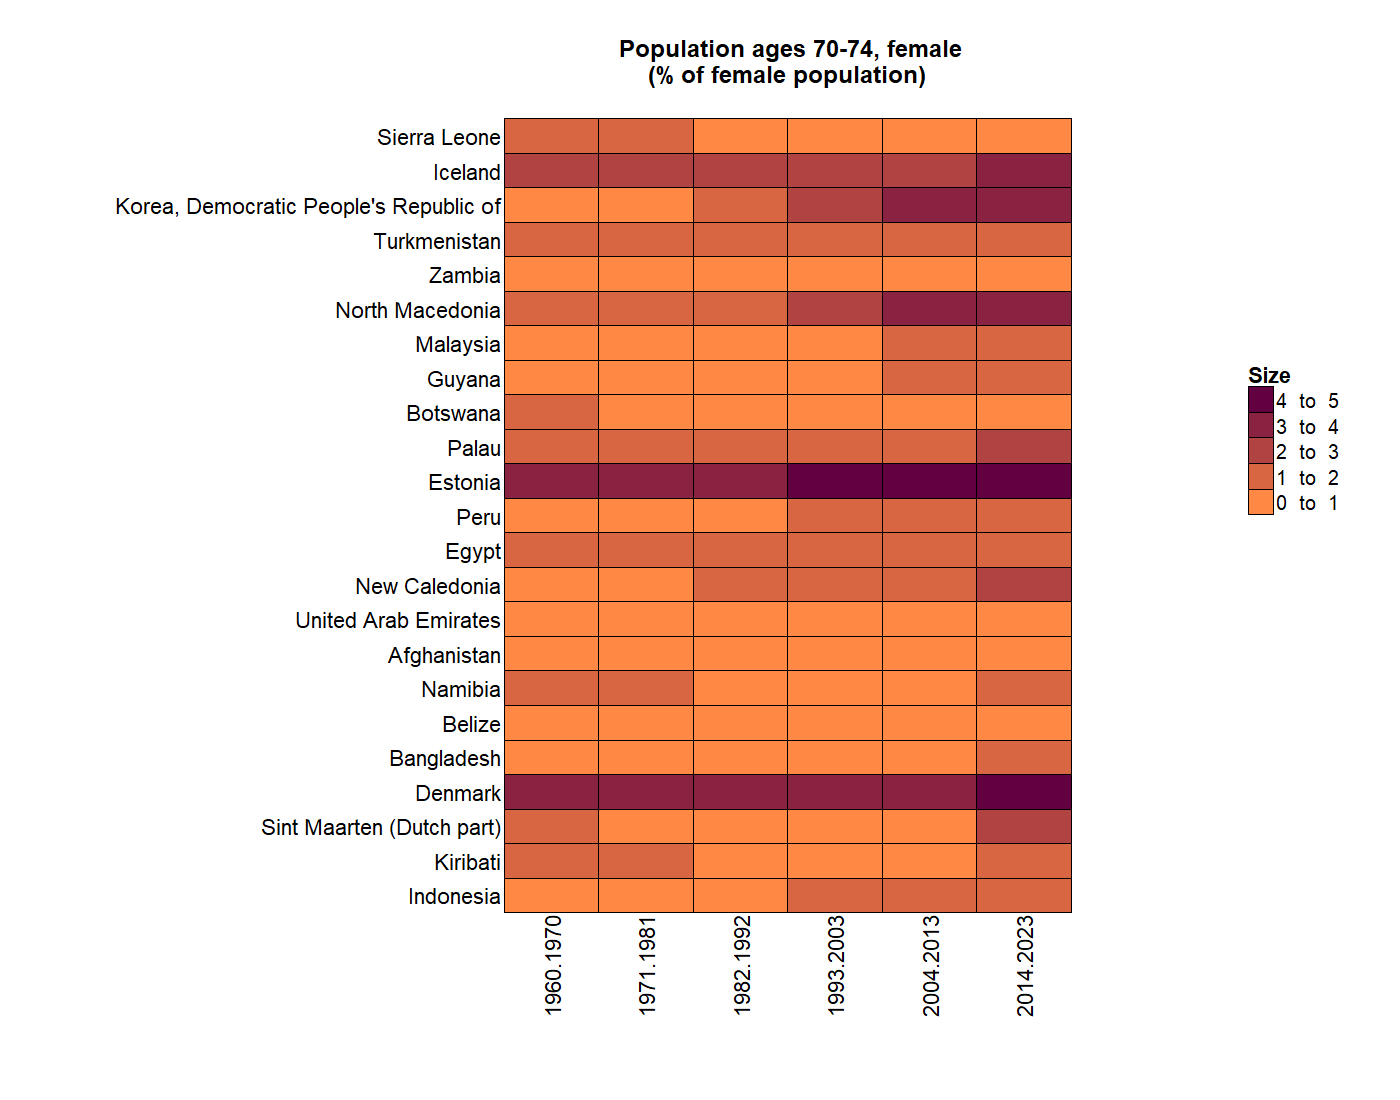 Population ages 70-74, female
(% of female population)
Sierra Leone
Iceland
Korea, Democratic People's Republic of
Turkmenistan
Zambia
North Macedonia
Malaysia
Guyana
Botswana
Palau
Estonia
Peru
Egypt
New Caledonia
United Arab Emirates
Afghanistan
Namibia
Belize
Bangladesh
Denmark
Sint Maarten (Dutch part)
Kiribati
Indonesia
1960.1970
1971.1981
1982.1992
1993.2003
2004.2013
2014.2023
Size
4 to 5
3 to 4
2 to 3
1 to 2
0 to 1